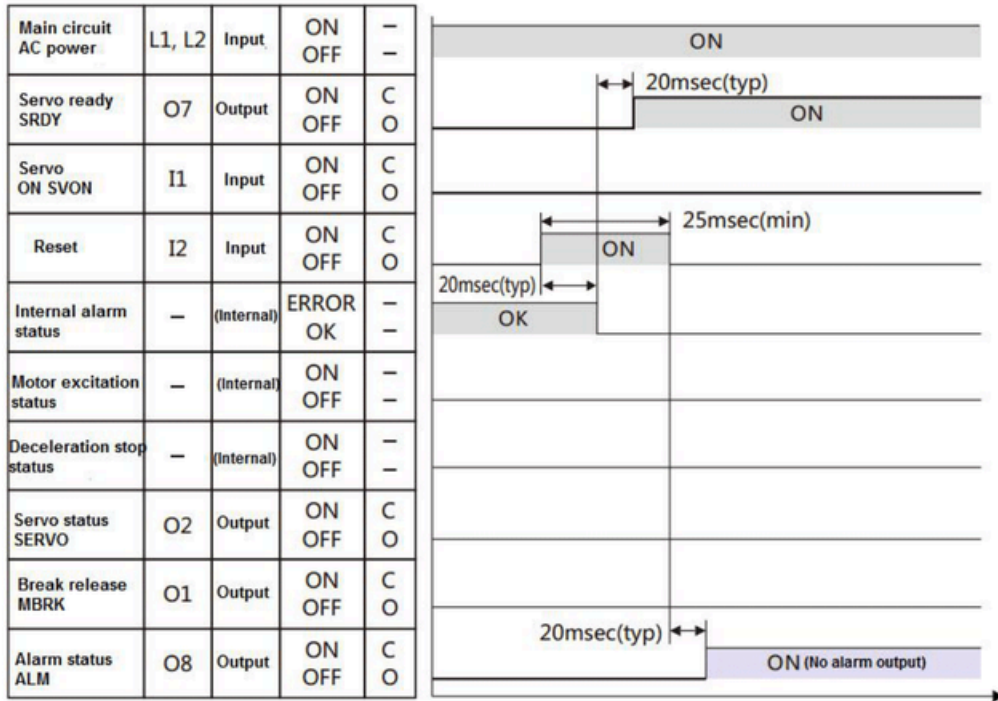 Main circuit
AC power
L1, L2
Input
ON
OFF
–
–
ON
Servo ready
SRDY
O7
Output
ON
OFF
C
O
20msec(typ)
ON
Servo
ON SVON
I1
Input
ON
OFF
C
O
Reset
I2
Input
ON
OFF
C
O
25msec(min)
ON
20msec(typ)
Internal alarm
status
–
(Internal)
ERROR
OK
–
–
OK
Motor excitation
status
–
(Internal)
ON
OFF
–
–
Deceleration stop
status
–
(Internal)
ON
OFF
–
–
Servo status
SERVO
O2
Output
ON
OFF
C
O
Break release
MBRK
O1
Output
ON
OFF
C
O
20msec(typ)
Alarm status
ALM
O8
Output
ON
OFF
C
O
ON (No alarm output)